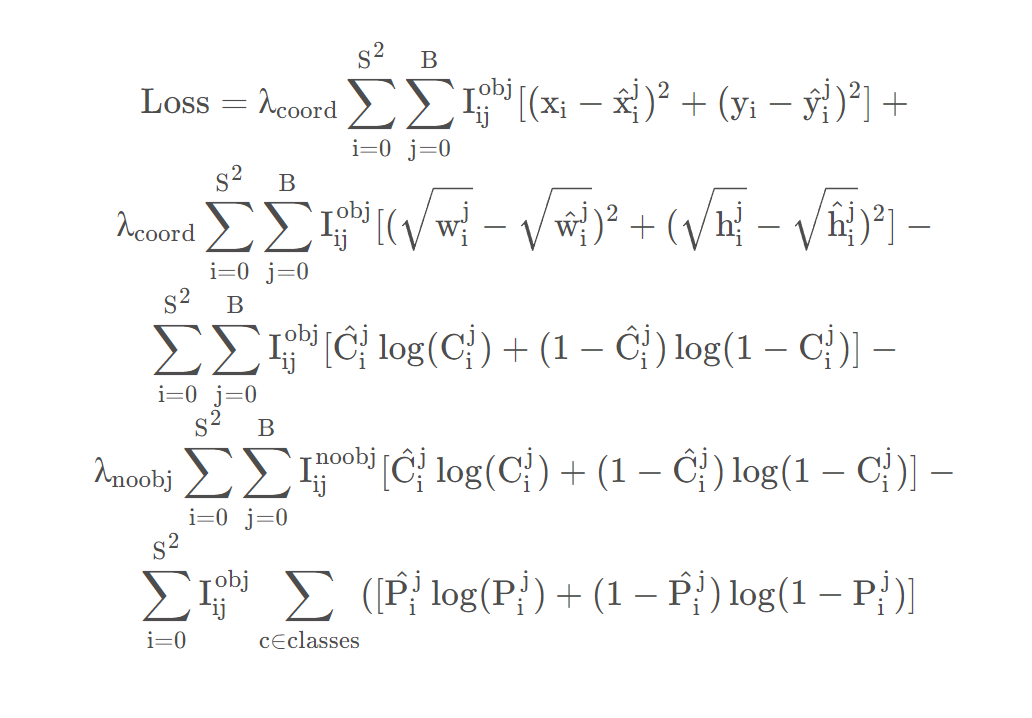 Loss = λ_coord ∑_{i=0}^{S^2} ∑_{j=0}^{B} I_{ij}^{obj} [(x_i − x̂_i^j)^2 + (y_i − ŷ_i^j)^2] +
λ_coord ∑_{i=0}^{S^2} ∑_{j=0}^{B} I_{ij}^{obj} [(√(w_i^j) − √(ŵ_i^j))^2 + (√(h_i^j) − √(ĥ_i^j))^2] −
∑_{i=0}^{S^2} ∑_{j=0}^{B} I_{ij}^{obj} [Ĉ_i^j log(C_i^j) + (1 − Ĉ_i^j) log(1 − C_i^j)] −
λ_noobj ∑_{i=0}^{S^2} ∑_{j=0}^{B} I_{ij}^{noobj} [Ĉ_i^j log(C_i^j) + (1 − Ĉ_i^j) log(1 − C_i^j)] −
∑_{i=0}^{S^2} I_{ij}^{obj} ∑_{c∈classes} ([P̂_i^j log(P_i^j) + (1 − P̂_i^j) log(1 − P_i^j)]